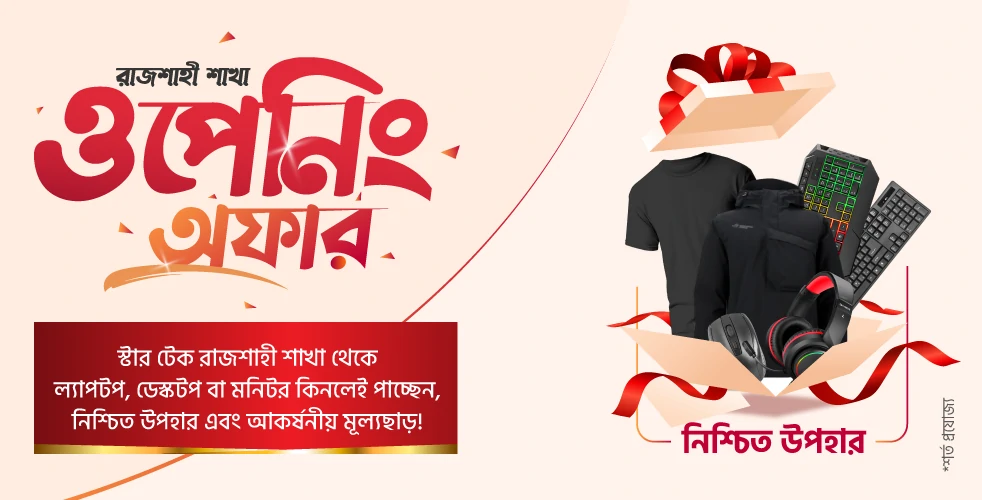 রাজশাহী শাখা
ওপেনিং
অফার
স্টার টেক রাজশাহী শাখা থেকে
ল্যাপটপ, ডেস্কটপ বা মনিটর কিনলেই পাচ্ছেন,
নিশ্চিত উপহার এবং আকর্ষনীয় মূল্যছাড়!
নিশ্চিত উপহার
*শর্ত প্রযোজ্য